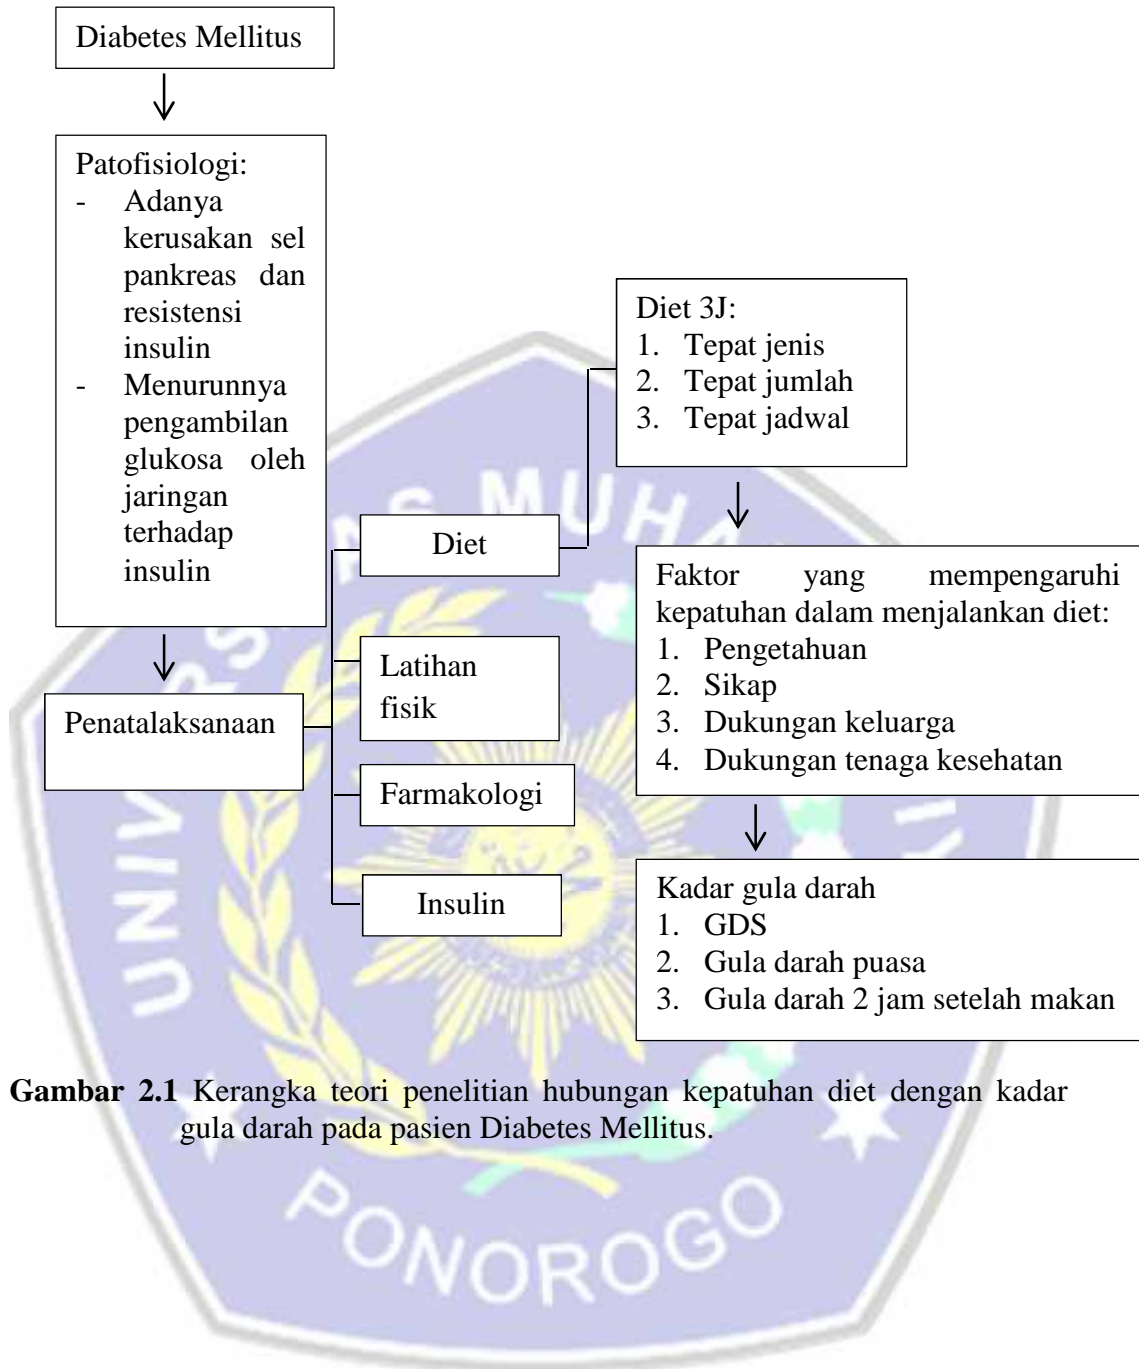 Diabetes Mellitus
Patofisiologi:
- Adanya
kerusakan sel
pankreas dan
resistensi
insulin
- Menurunnya
pengambilan
glukosa oleh
jaringan
terhadap
insulin
Penatalaksanaan
Diet
Latihan
fisik
Farmakologi
Insulin
Diet 3J:
1. Tepat jenis
2. Tepat jumlah
3. Tepat jadwal
Faktor yang mempengaruhi
kepatuhan dalam menjalankan diet:
1. Pengetahuan
2. Sikap
3. Dukungan keluarga
4. Dukungan tenaga kesehatan
Kadar gula darah
1. GDS
2. Gula darah puasa
3. Gula darah 2 jam setelah makan
Gambar 2.1 Kerangka teori penelitian hubungan kepatuhan diet dengan kadar
gula darah pada pasien Diabetes Mellitus.
PONOROGO